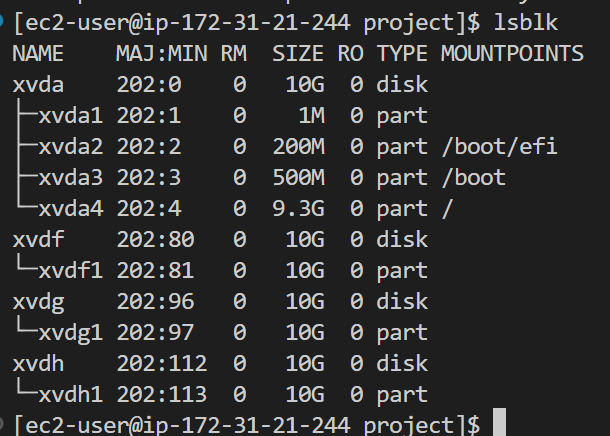 [ec2-user@ip-172-31-21-244 project]$ lsblk
NAME    MAJ:MIN RM  SIZE RO TYPE MOUNTPOINTS
xvda    202:0    0   10G  0 disk
├─xvda1 202:1    0    1M  0 part
├─xvda2 202:2    0  200M  0 part /boot/efi
├─xvda3 202:3    0  500M  0 part /boot
└─xvda4 202:4    0  9.3G  0 part /
xvdf    202:80   0   10G  0 disk
└─xvdf1 202:81   0   10G  0 part
xvdg    202:96   0   10G  0 disk
└─xvdg1 202:97   0   10G  0 part
xvdh    202:112  0   10G  0 disk
└─xvdh1 202:113  0   10G  0 part
[ec2-user@ip-172-31-21-244 project]$